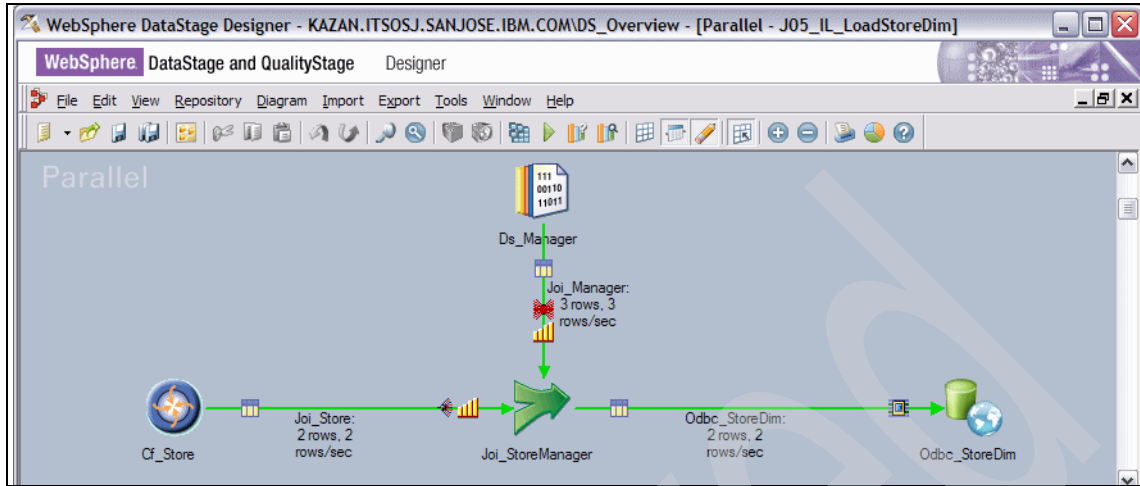 WebSphere DataStage Designer - KAZAN.ITSOSJ.SANJOSE.IBM.COM\DS_Overview - [Parallel - J05_IL_LoadStoreDim]
WebSphere. DataStage and QualityStage Designer
File Edit View Repository Diagram Import Export Tools Window Help
Parallel
111
00110
11011
Ds_Manager
Joi_Manager:
3 rows, 3
rows/sec
Joi_Store:
2 rows, 2
rows/sec
Odbc_StoreDim:
2 rows, 2
rows/sec
Cf_Store
Joi_StoreManager
Odbc_StoreDim